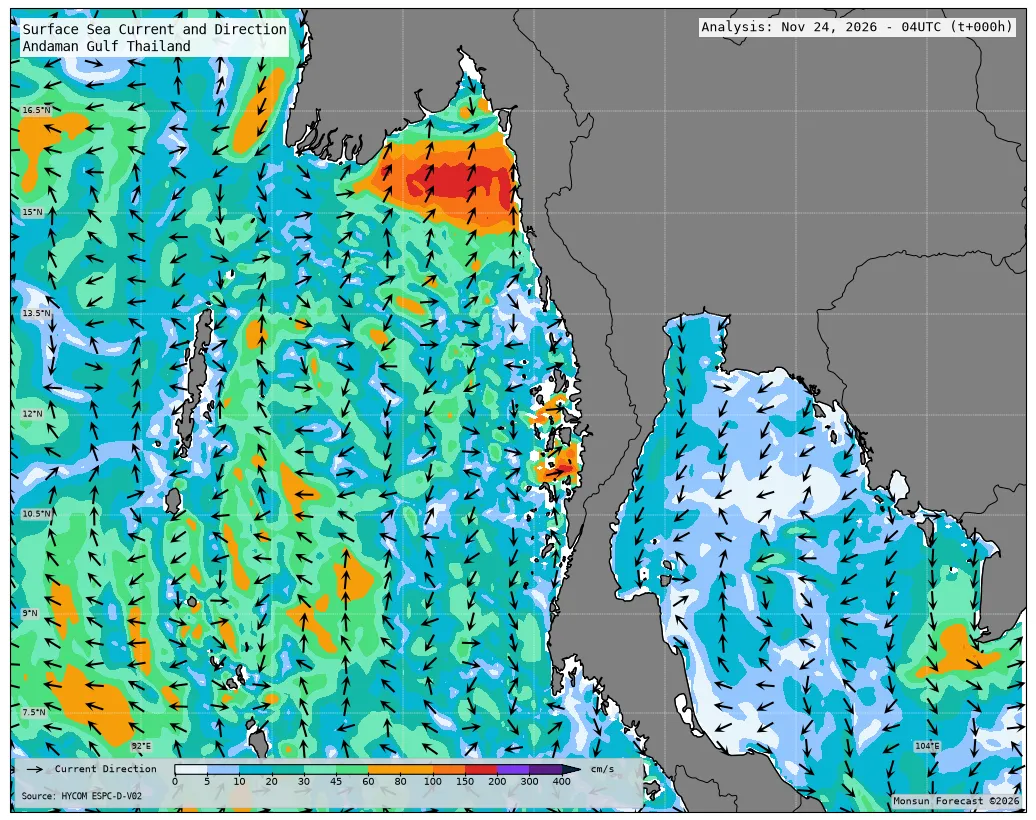 Surface Sea Current and Direction
Andaman Gulf Thailand
Analysis: Nov 24, 2026 - 04UTC (t+000h)
16.5°N
15°N
13.5°N
12°N
10.5°N
9°N
7.5°N
92°E
104°E
Current Direction
0 5 10 20 30 45 60 80 100 150 200 300 400
cm/s
Source: HYCOM ESPC-D-V02
Monsun Forecast ©2026